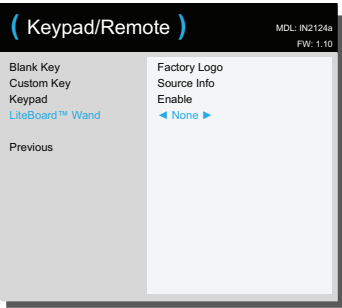 ( Keypad/Remote )
MDL: IN2124a
FW: 1.10
Blank Key Factory Logo
Custom Key Source Info
Keypad Enable
LiteBoard™ Wand ◄ None ►
Previous